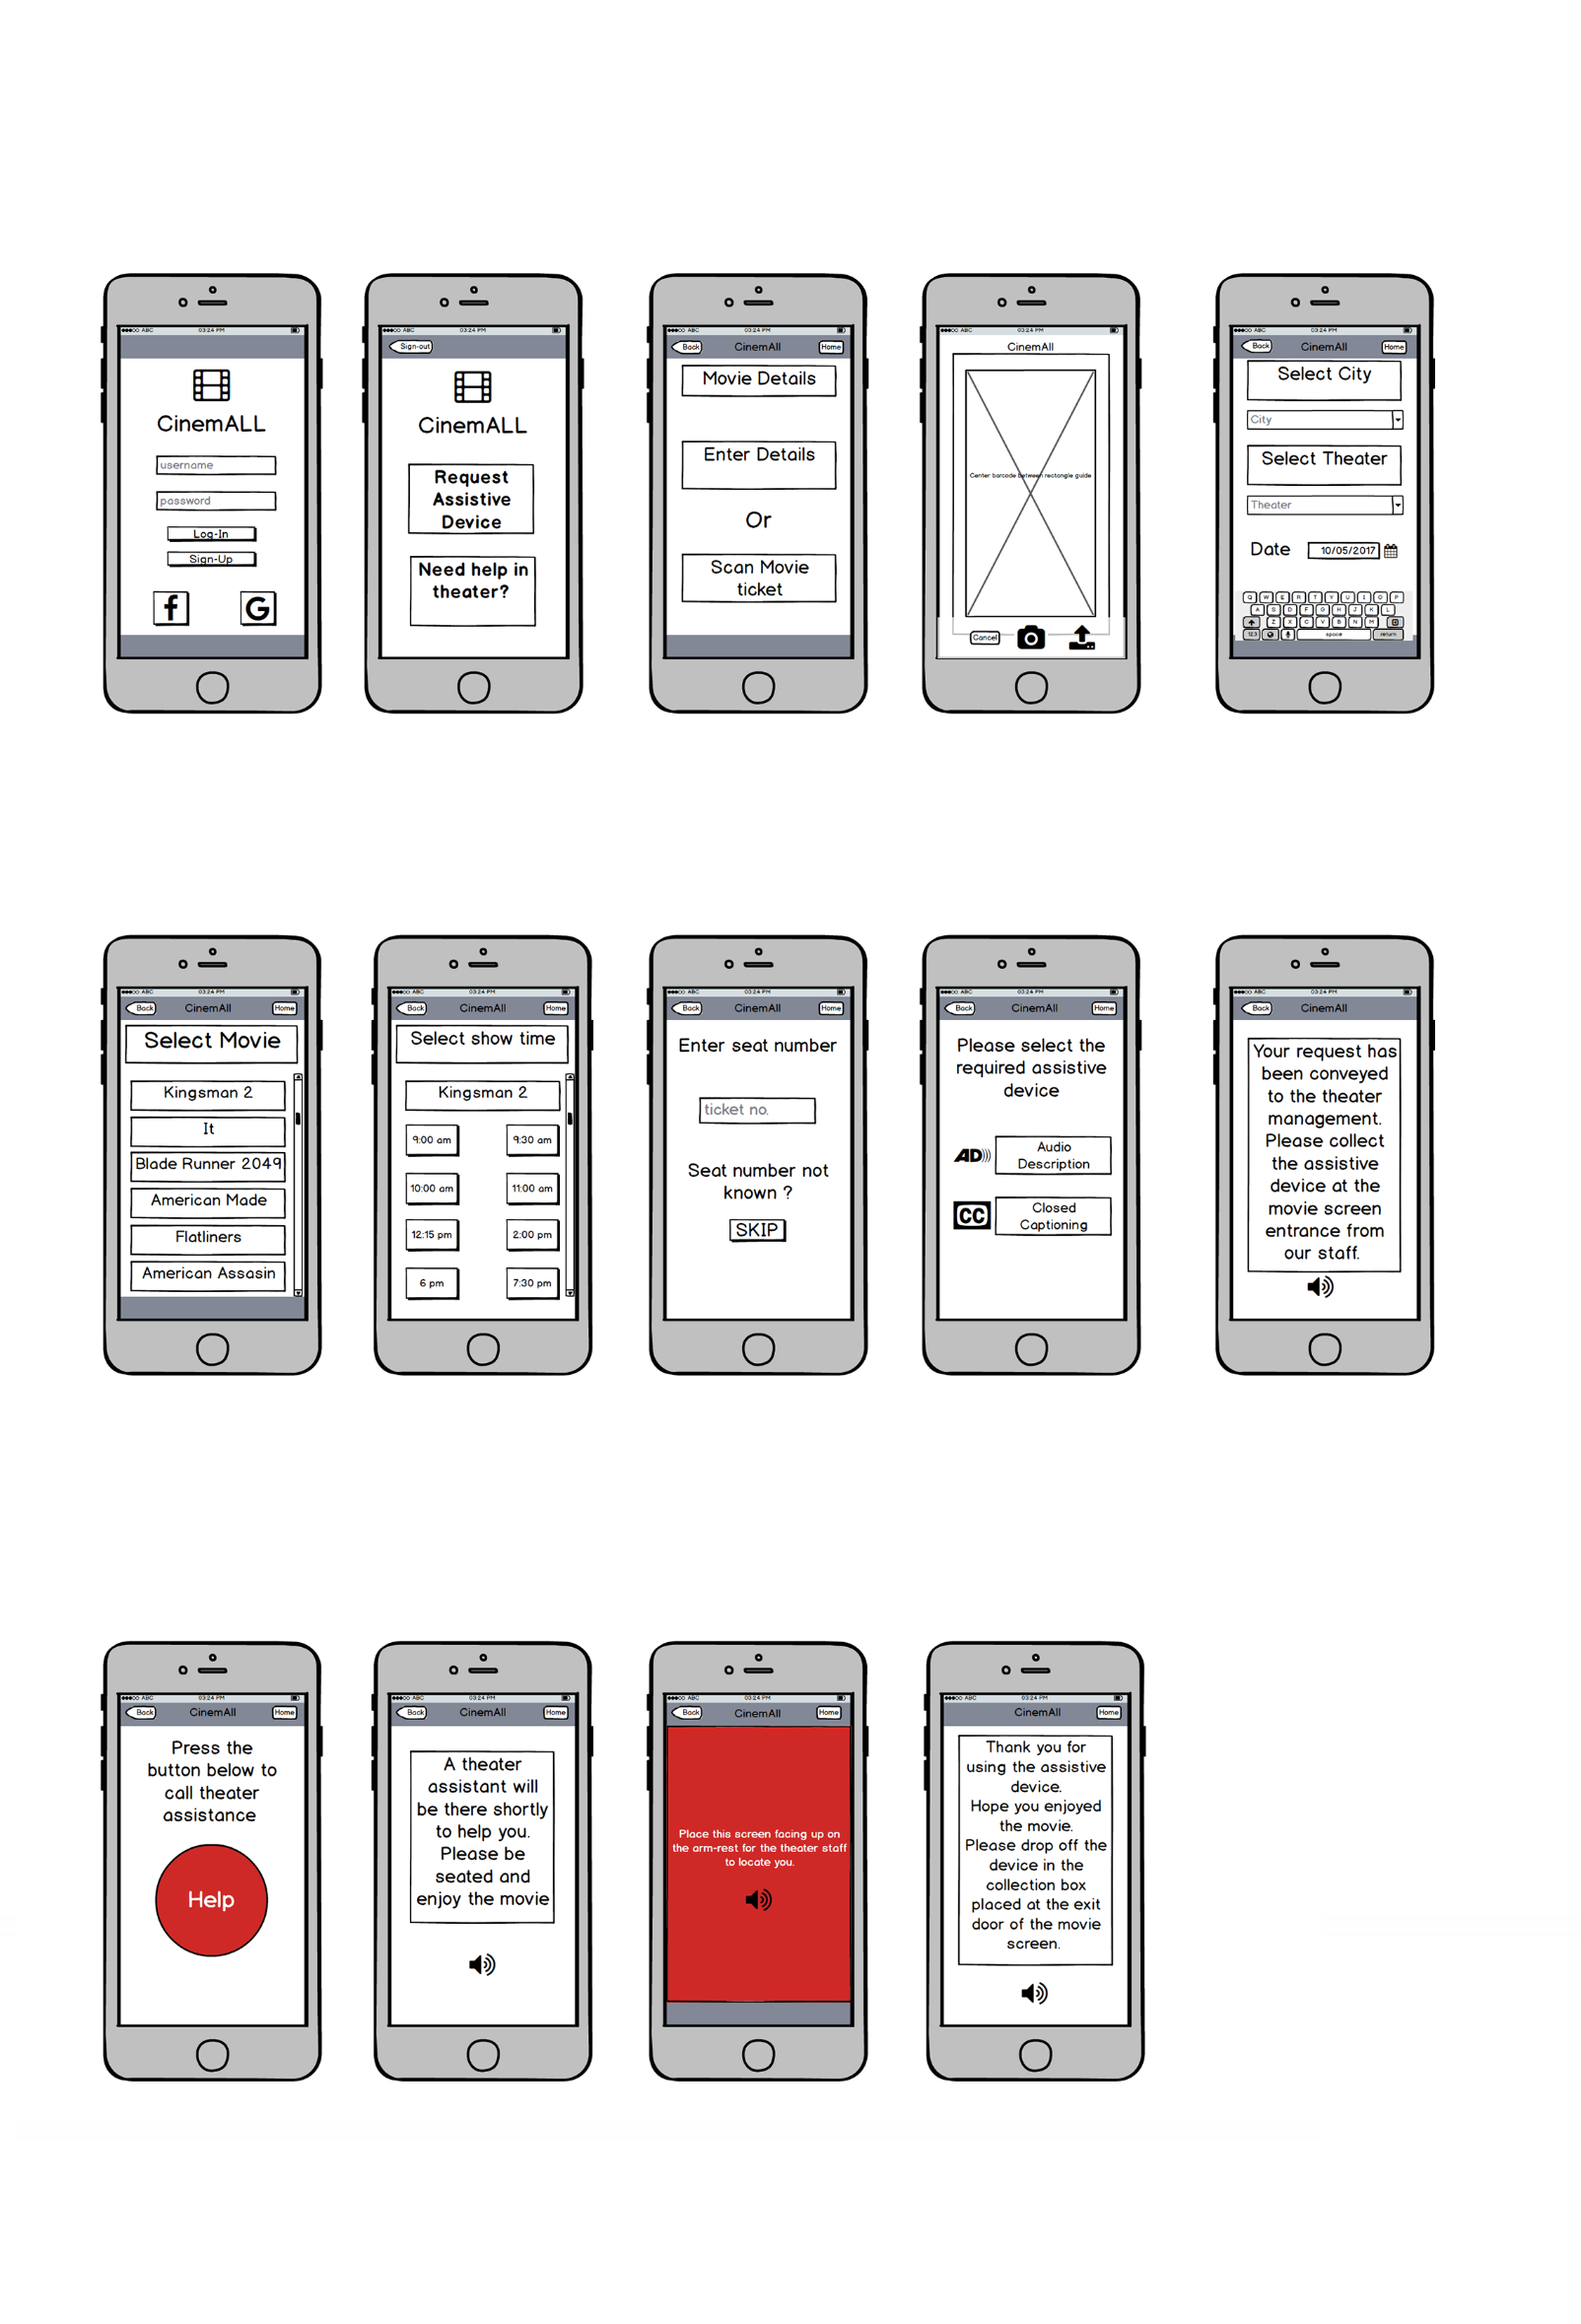 ABC 03:24 PM
CinemALL
username
password
Log-In
Sign-Up
f G
ABC 03:24 PM
Sign-out
CinemALL
Request
Assistive
Device
Need help in
theater?
ABC 03:24 PM
Back CinemAll Home
Movie Details
Enter Details
Or
Scan Movie
ticket
ABC 03:24 PM
CinemAll
Center barcode between rectangle guide
Cancel
ABC 03:24 PM
Back CinemAll Home
Select City
City
Select Theater
Theater
Date 10/05/2017
Q W E R T Y U I O P
A S D F G H J K L
Z X C V B N M
123 space return
ABC 03:24 PM
Back CinemAll Home
Select Movie
Kingsman 2
It
Blade Runner 2049
American Made
Flatliners
American Assasin
ABC 03:24 PM
Back CinemAll Home
Select show time
Kingsman 2
9:00 am 9:30 am
10:00 am 11:00 am
12:15 pm 2:00 pm
6 pm 7:30 pm
ABC 03:24 PM
Back CinemAll Home
Enter seat number
ticket no.
Seat number not
known ?
SKIP
ABC 03:24 PM
Back CinemAll Home
Please select the
required assistive
device
AD Audio
Description
CC Closed
Captioning
ABC 03:24 PM
Back CinemAll
Your request has
been conveyed
to the theater
management.
Please collect
the assistive
device at the
movie screen
entrance from
our staff.
ABC 03:24 PM
Back CinemAll Home
Press the
button below to
call theater
assistance
Help
ABC 03:24 PM
Back CinemAll Home
A theater
assistant will
be there shortly
to help you.
Please be
seated and
enjoy the movie
ABC 03:24 PM
Back CinemAll Home
Place this screen facing up on
the arm-rest for the theater staff
to locate you.
ABC 03:24 PM
CinemAll Home
Thank you for
using the assistive
device.
Hope you enjoyed
the movie.
Please drop off the
device in the
collection box
placed at the exit
door of the movie
screen.